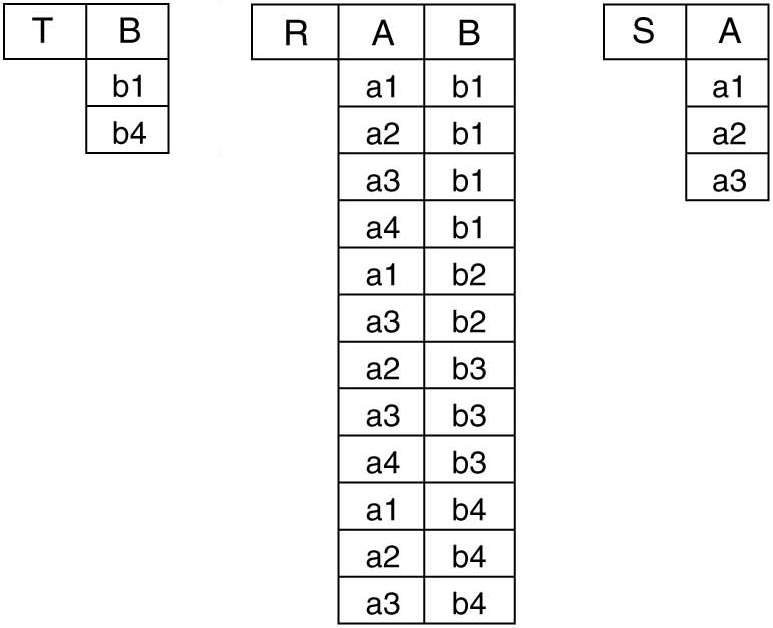 T B R A B S A
b1 a1 b1 a1
b4 a2 b1 a2
a3 b1 a3
a4 b1
a1 b2
a3 b2
a2 b3
a3 b3
a4 b3
a1 b4
a2 b4
a3 b4